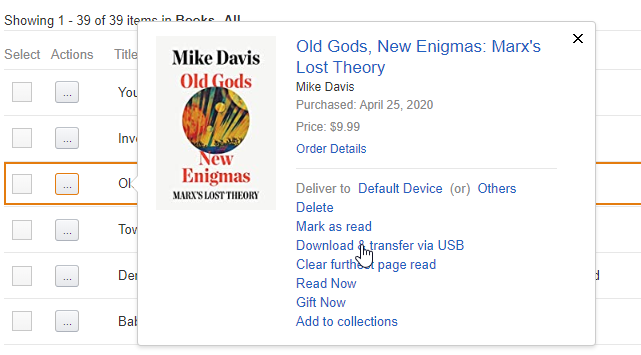 Showing 1 - 39 of 39 items in Books, All
Select Actions Title
...
You
...
Inve
...
Ol
...
Tow
...
Der
d
...
Bab
Mike Davis
Old Gods
New
Enigmas
MARX'S LOST THEORY
Old Gods, New Enigmas: Marx's
Lost Theory
Mike Davis
Purchased: April 25, 2020
Price: $9.99
Order Details
Deliver to Default Device (or) Others
Delete
Mark as read
Download & transfer via USB
Clear furthest page read
Read Now
Gift Now
Add to collections